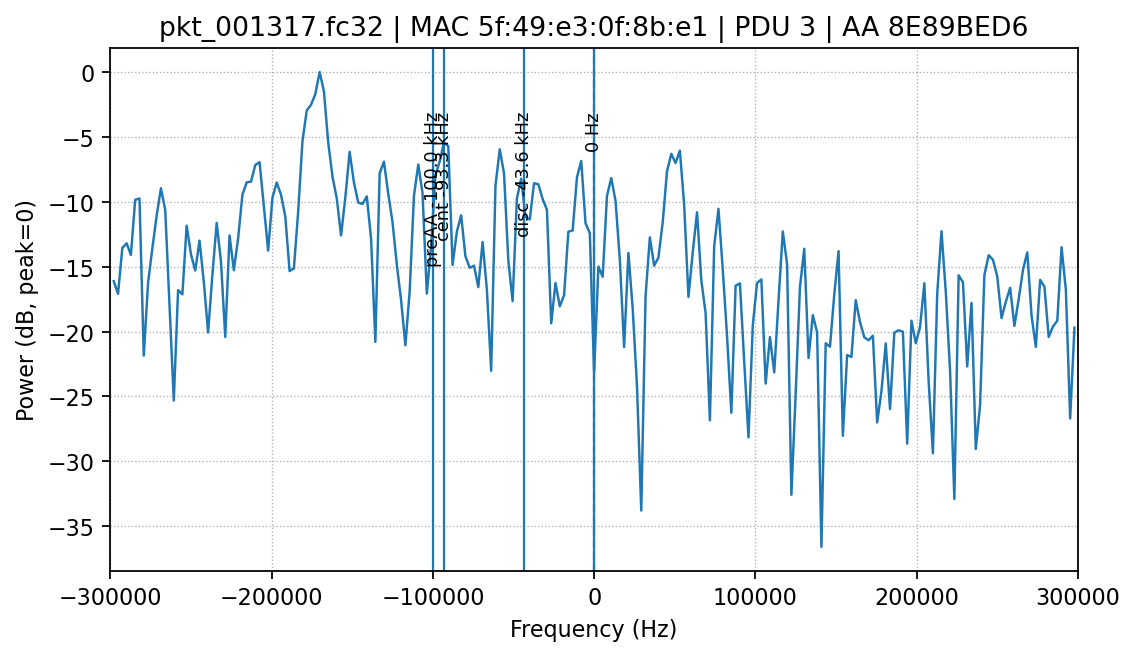 pkt_001317.fc32 | MAC 5f:49:e3:0f:8b:e1 | PDU 3 | AA 8E89BED6
Power (dB, peak=0)
0
−5
−10
−15
−20
−25
−30
−35
preAA -100.0 kHz
cent -93.3 kHz
disc -43.6 kHz
0 Hz
−300000
−200000
−100000
0
100000
200000
300000
Frequency (Hz)